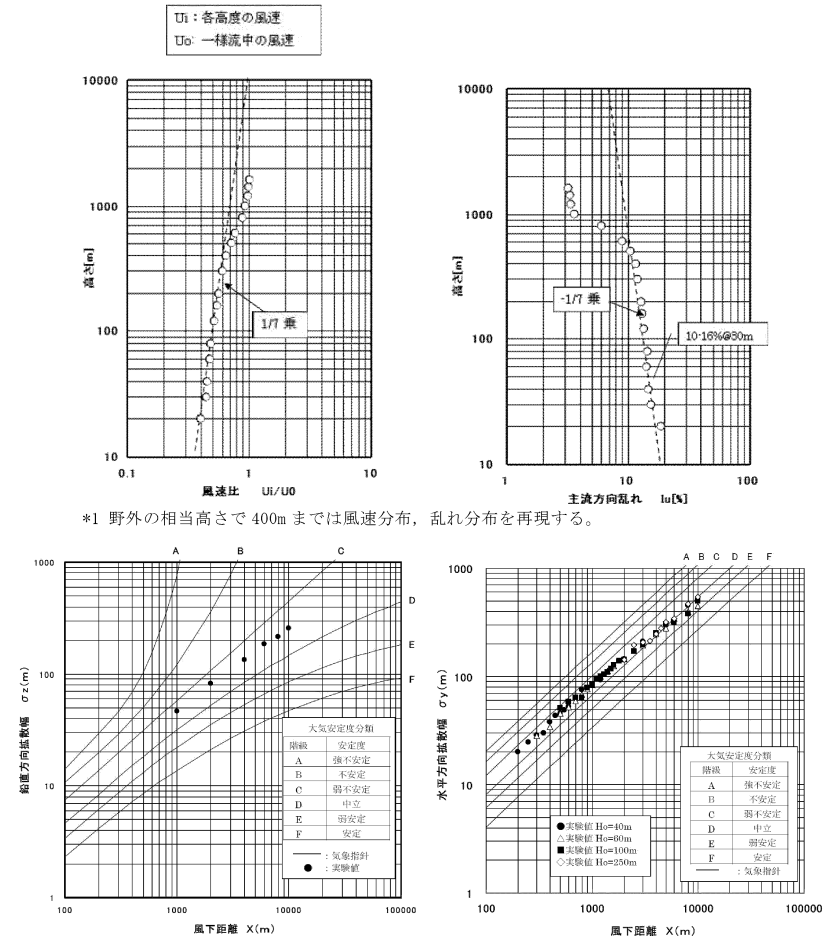 Ui：各高度の風速
Uo: 一様流中の風速
10000
1000
100
10
高さ[m]
1/7 乗
0.1
1
10
風速比 Ui/U0
10000
1000
100
10
高さ[m]
-1/7 乗
10-16%@30m
1
10
100
主流方向乱れ Iu[%]
*1 野外の相当高さで 400m までは風速分布，乱れ分布を再現する。
A
B
C
D
E
F
1000
100
10
1
鉛直方向拡散幅 σz(m)
大気安定度分類
階級 安定度
A 強不安定
B 不安定
C 弱不安定
D 中立
E 弱安定
F 安定
：気象指針
：実験値
100
1000
10000
100000
風下距離 X(m)
A B C D E F
1000
100
10
1
水平方向拡散幅 σy(m)
実験値 Ho=40m
実験値 Ho=60m
実験値 Ho=100m
実験値 Ho=250m
大気安定度分類
階級 安定度
A 強不安定
B 不安定
C 弱不安定
D 中立
E 弱安定
F 安定
：気象指針
100
1000
10000
100000
風下距離 X(m)